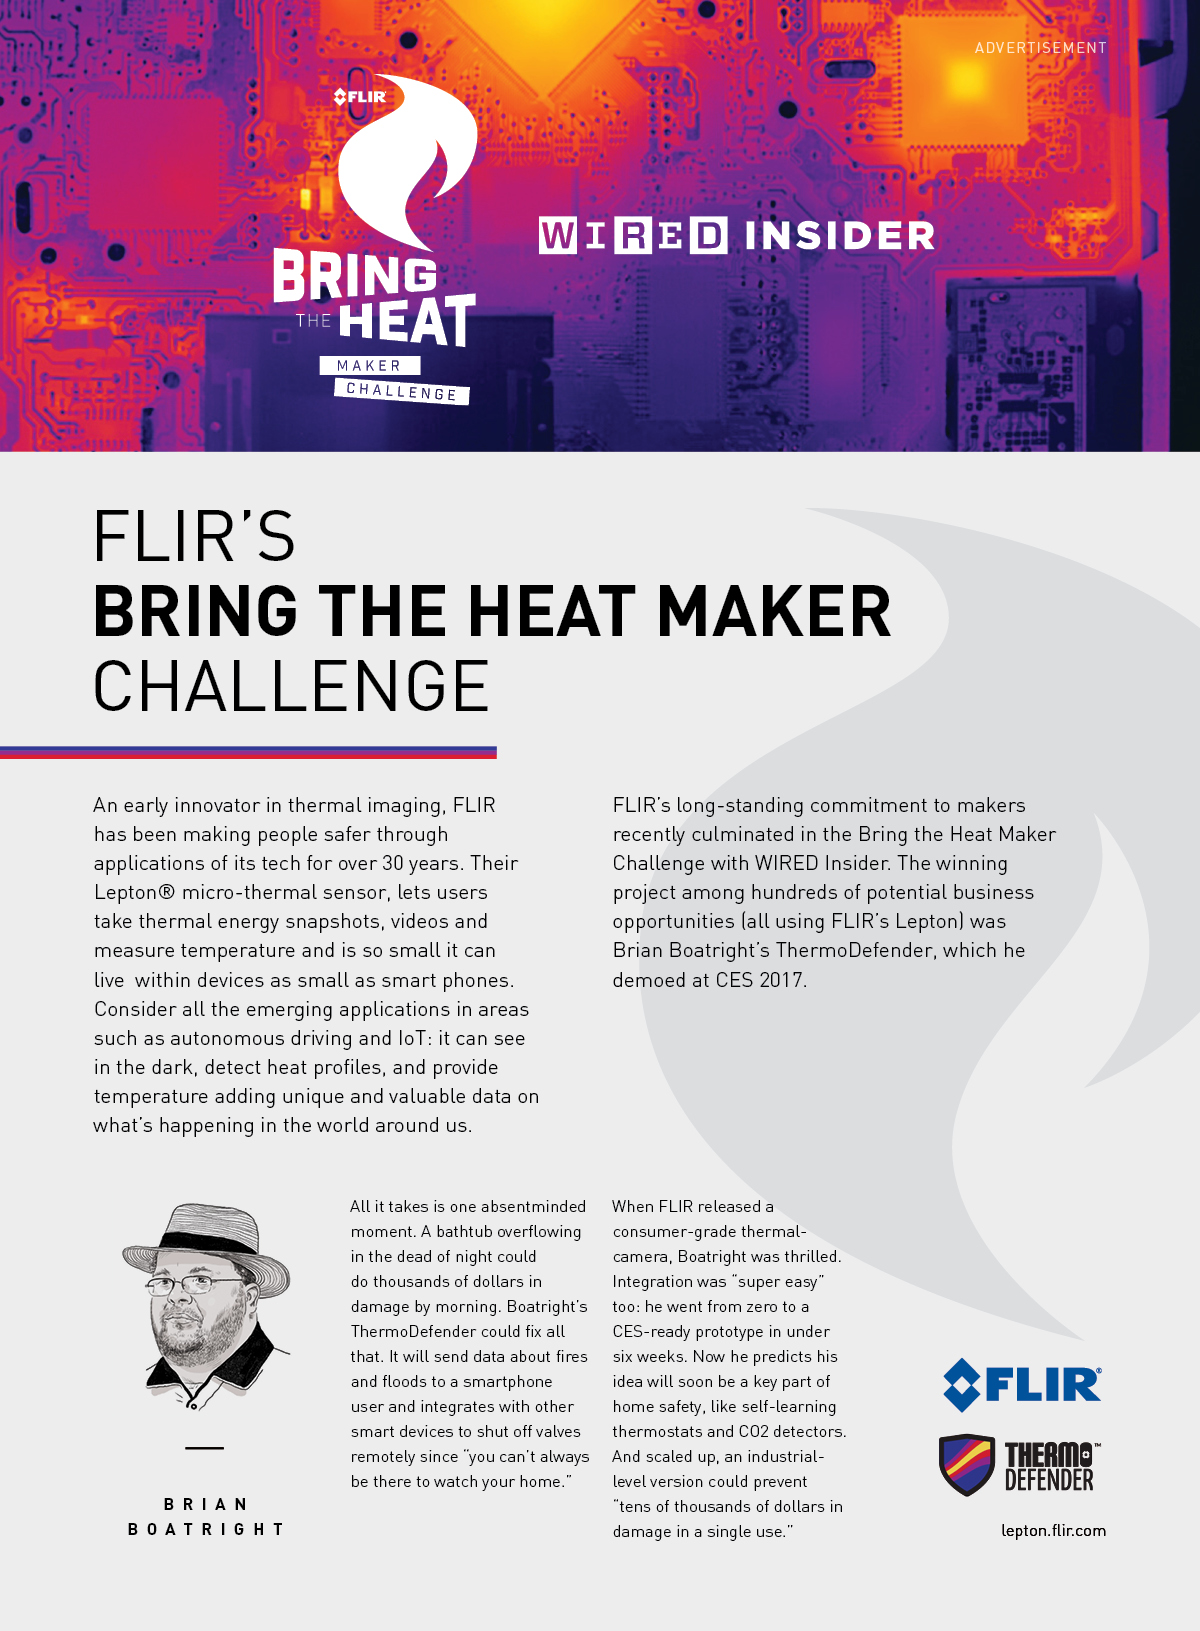 ADVERTISEMENT
FLIR
BRING
THE HEAT
MAKER
CHALLENGE
WIRED INSIDER
FLIR’S
BRING THE HEAT MAKER
CHALLENGE
An early innovator in thermal imaging, FLIR
has been making people safer through
applications of its tech for over 30 years. Their
Lepton® micro-thermal sensor, lets users
take thermal energy snapshots, videos and
measure temperature and is so small it can
live  within devices as small as smart phones.
Consider all the emerging applications in areas
such as autonomous driving and IoT: it can see
in the dark, detect heat profiles, and provide
temperature adding unique and valuable data on
what’s happening in the world around us.
FLIR’s long-standing commitment to makers
recently culminated in the Bring the Heat Maker
Challenge with WIRED Insider. The winning
project among hundreds of potential business
opportunities (all using FLIR’s Lepton) was
Brian Boatright’s ThermoDefender, which he
demoed at CES 2017.
BRIAN
BOATRIGHT
All it takes is one absentminded
moment. A bathtub overflowing
in the dead of night could
do thousands of dollars in
damage by morning. Boatright’s
ThermoDefender could fix all
that. It will send data about fires
and floods to a smartphone
user and integrates with other
smart devices to shut off valves
remotely since “you can’t always
be there to watch your home.”
When FLIR released a
consumer-grade thermal-
camera, Boatright was thrilled.
Integration was “super easy”
too: he went from zero to a
CES-ready prototype in under
six weeks. Now he predicts his
idea will soon be a key part of
home safety, like self-learning
thermostats and CO2 detectors.
And scaled up, an industrial-
level version could prevent
“tens of thousands of dollars in
damage in a single use.”
FLIR®
THERMO™
DEFENDER
lepton.flir.com